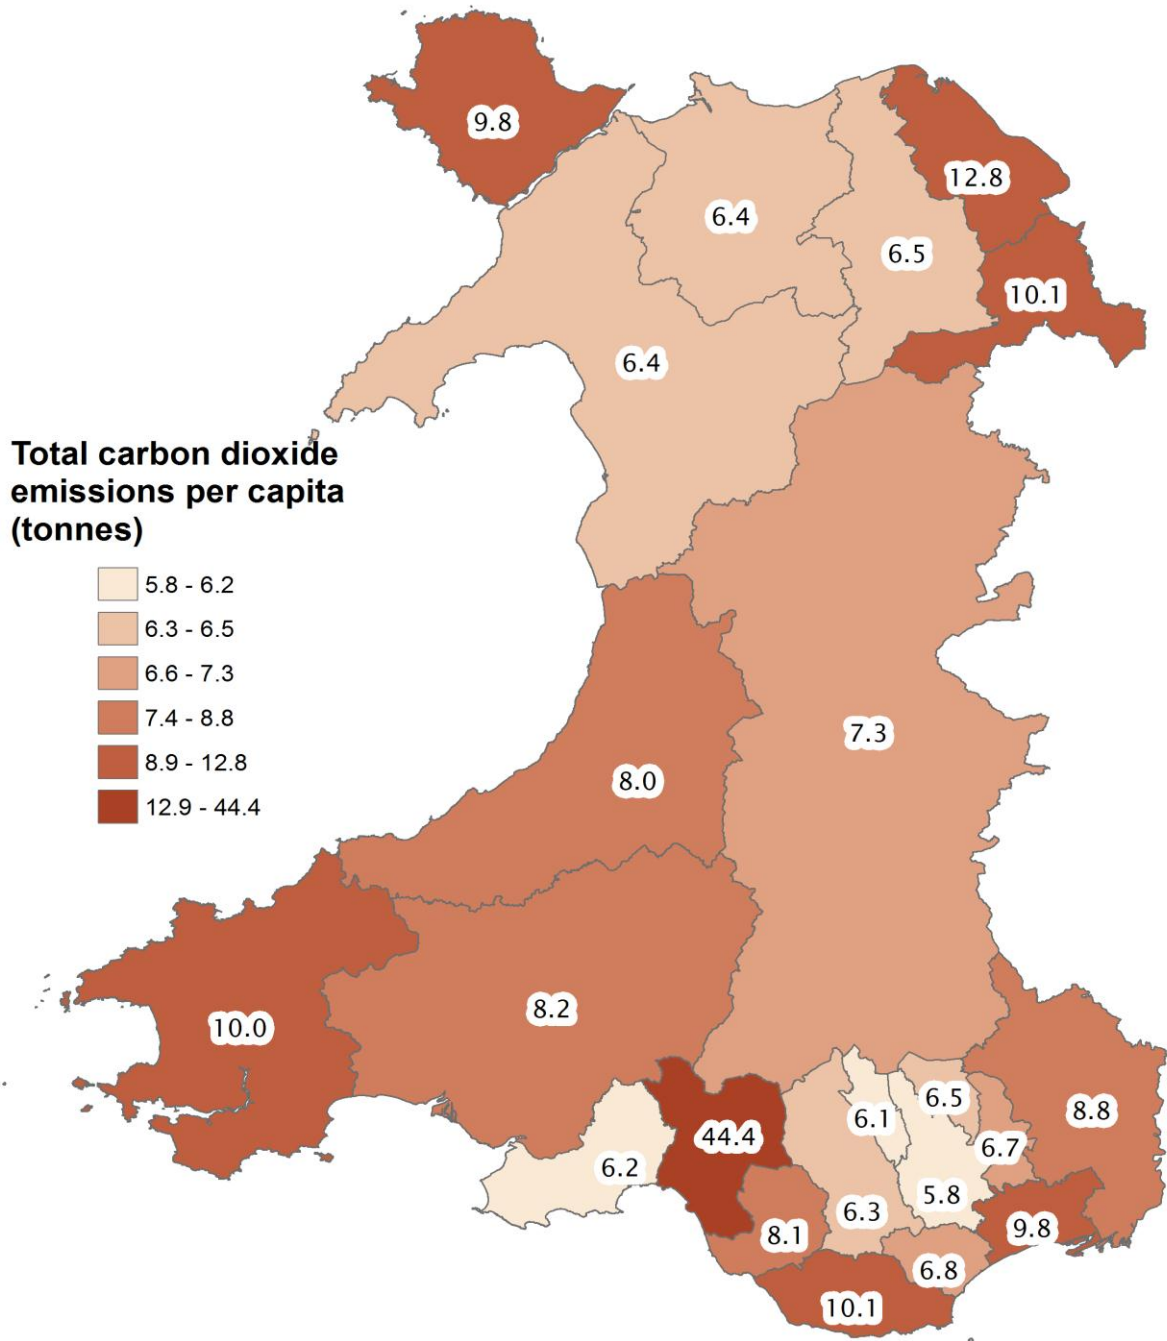 9.8
12.8
6.4
6.5
10.1
6.4
Total carbon dioxide
emissions per capita
(tonnes)
5.8 - 6.2
6.3 - 6.5
6.6 - 7.3
7.4 - 8.8
8.9 - 12.8
12.9 - 44.4
7.3
8.0
8.2
10.0
6.5
8.8
6.1
44.4
6.7
6.2
5.8
6.3
9.8
8.1
6.8
10.1